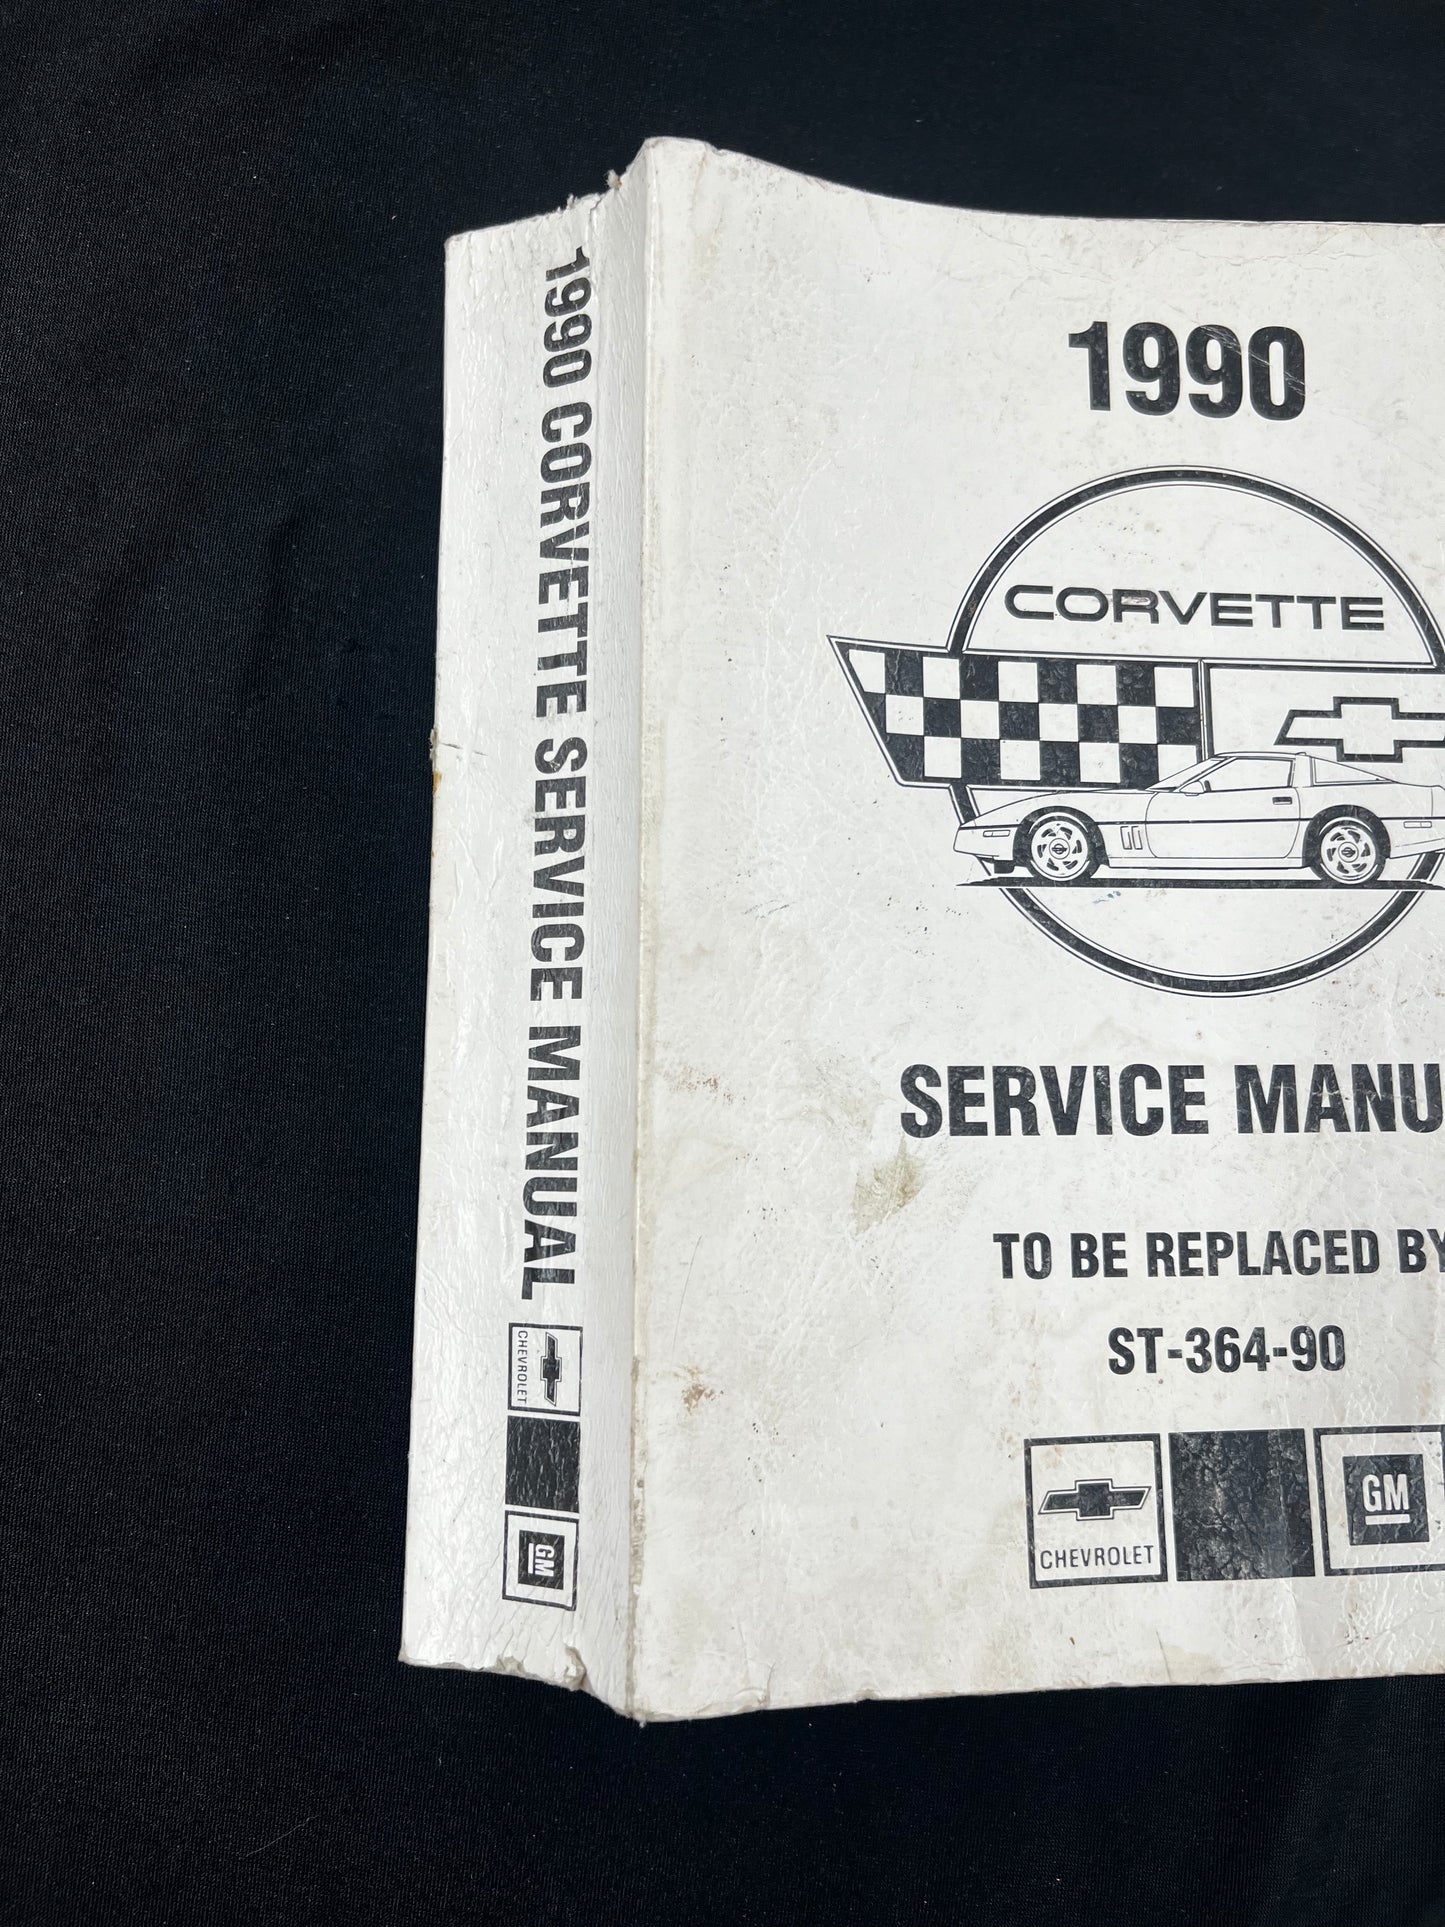 1990 CORVETTE SERVICE MANUAL
CHEVROLET
GM
1990
CORVETTE
SERVICE MANU
TO BE REPLACED BY
ST-364-90
CHEVROLET
GM